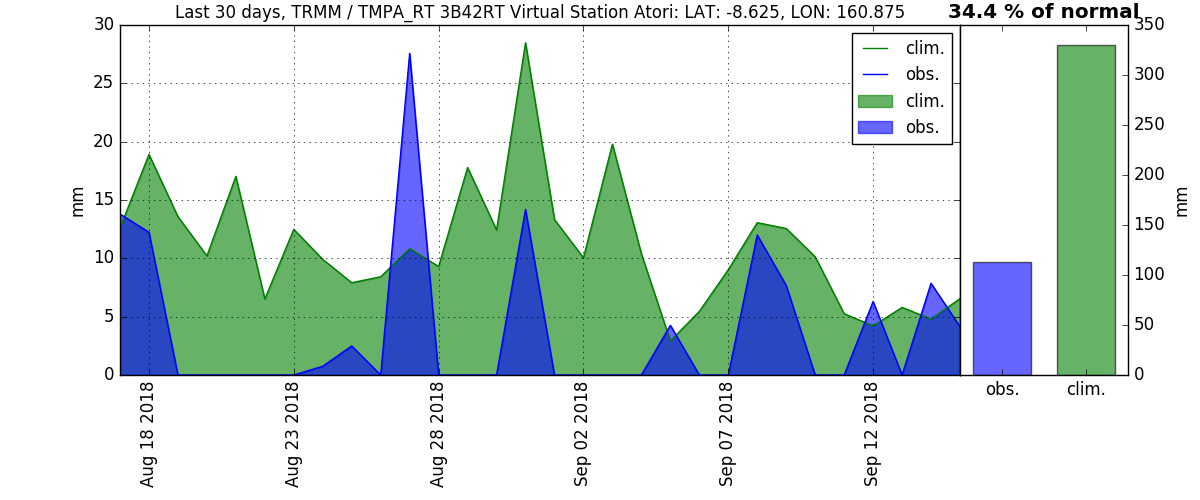 Last 30 days, TRMM / TMPA_RT 3B42RT Virtual Station Atori: LAT: -8.625, LON: 160.875
34.4 % of normal
30
25
20
15
10
5
0
mm
clim.
obs.
clim.
obs.
350
300
250
200
150
100
50
0
mm
Aug 18 2018
Aug 23 2018
Aug 28 2018
Sep 02 2018
Sep 07 2018
Sep 12 2018
obs.
clim.